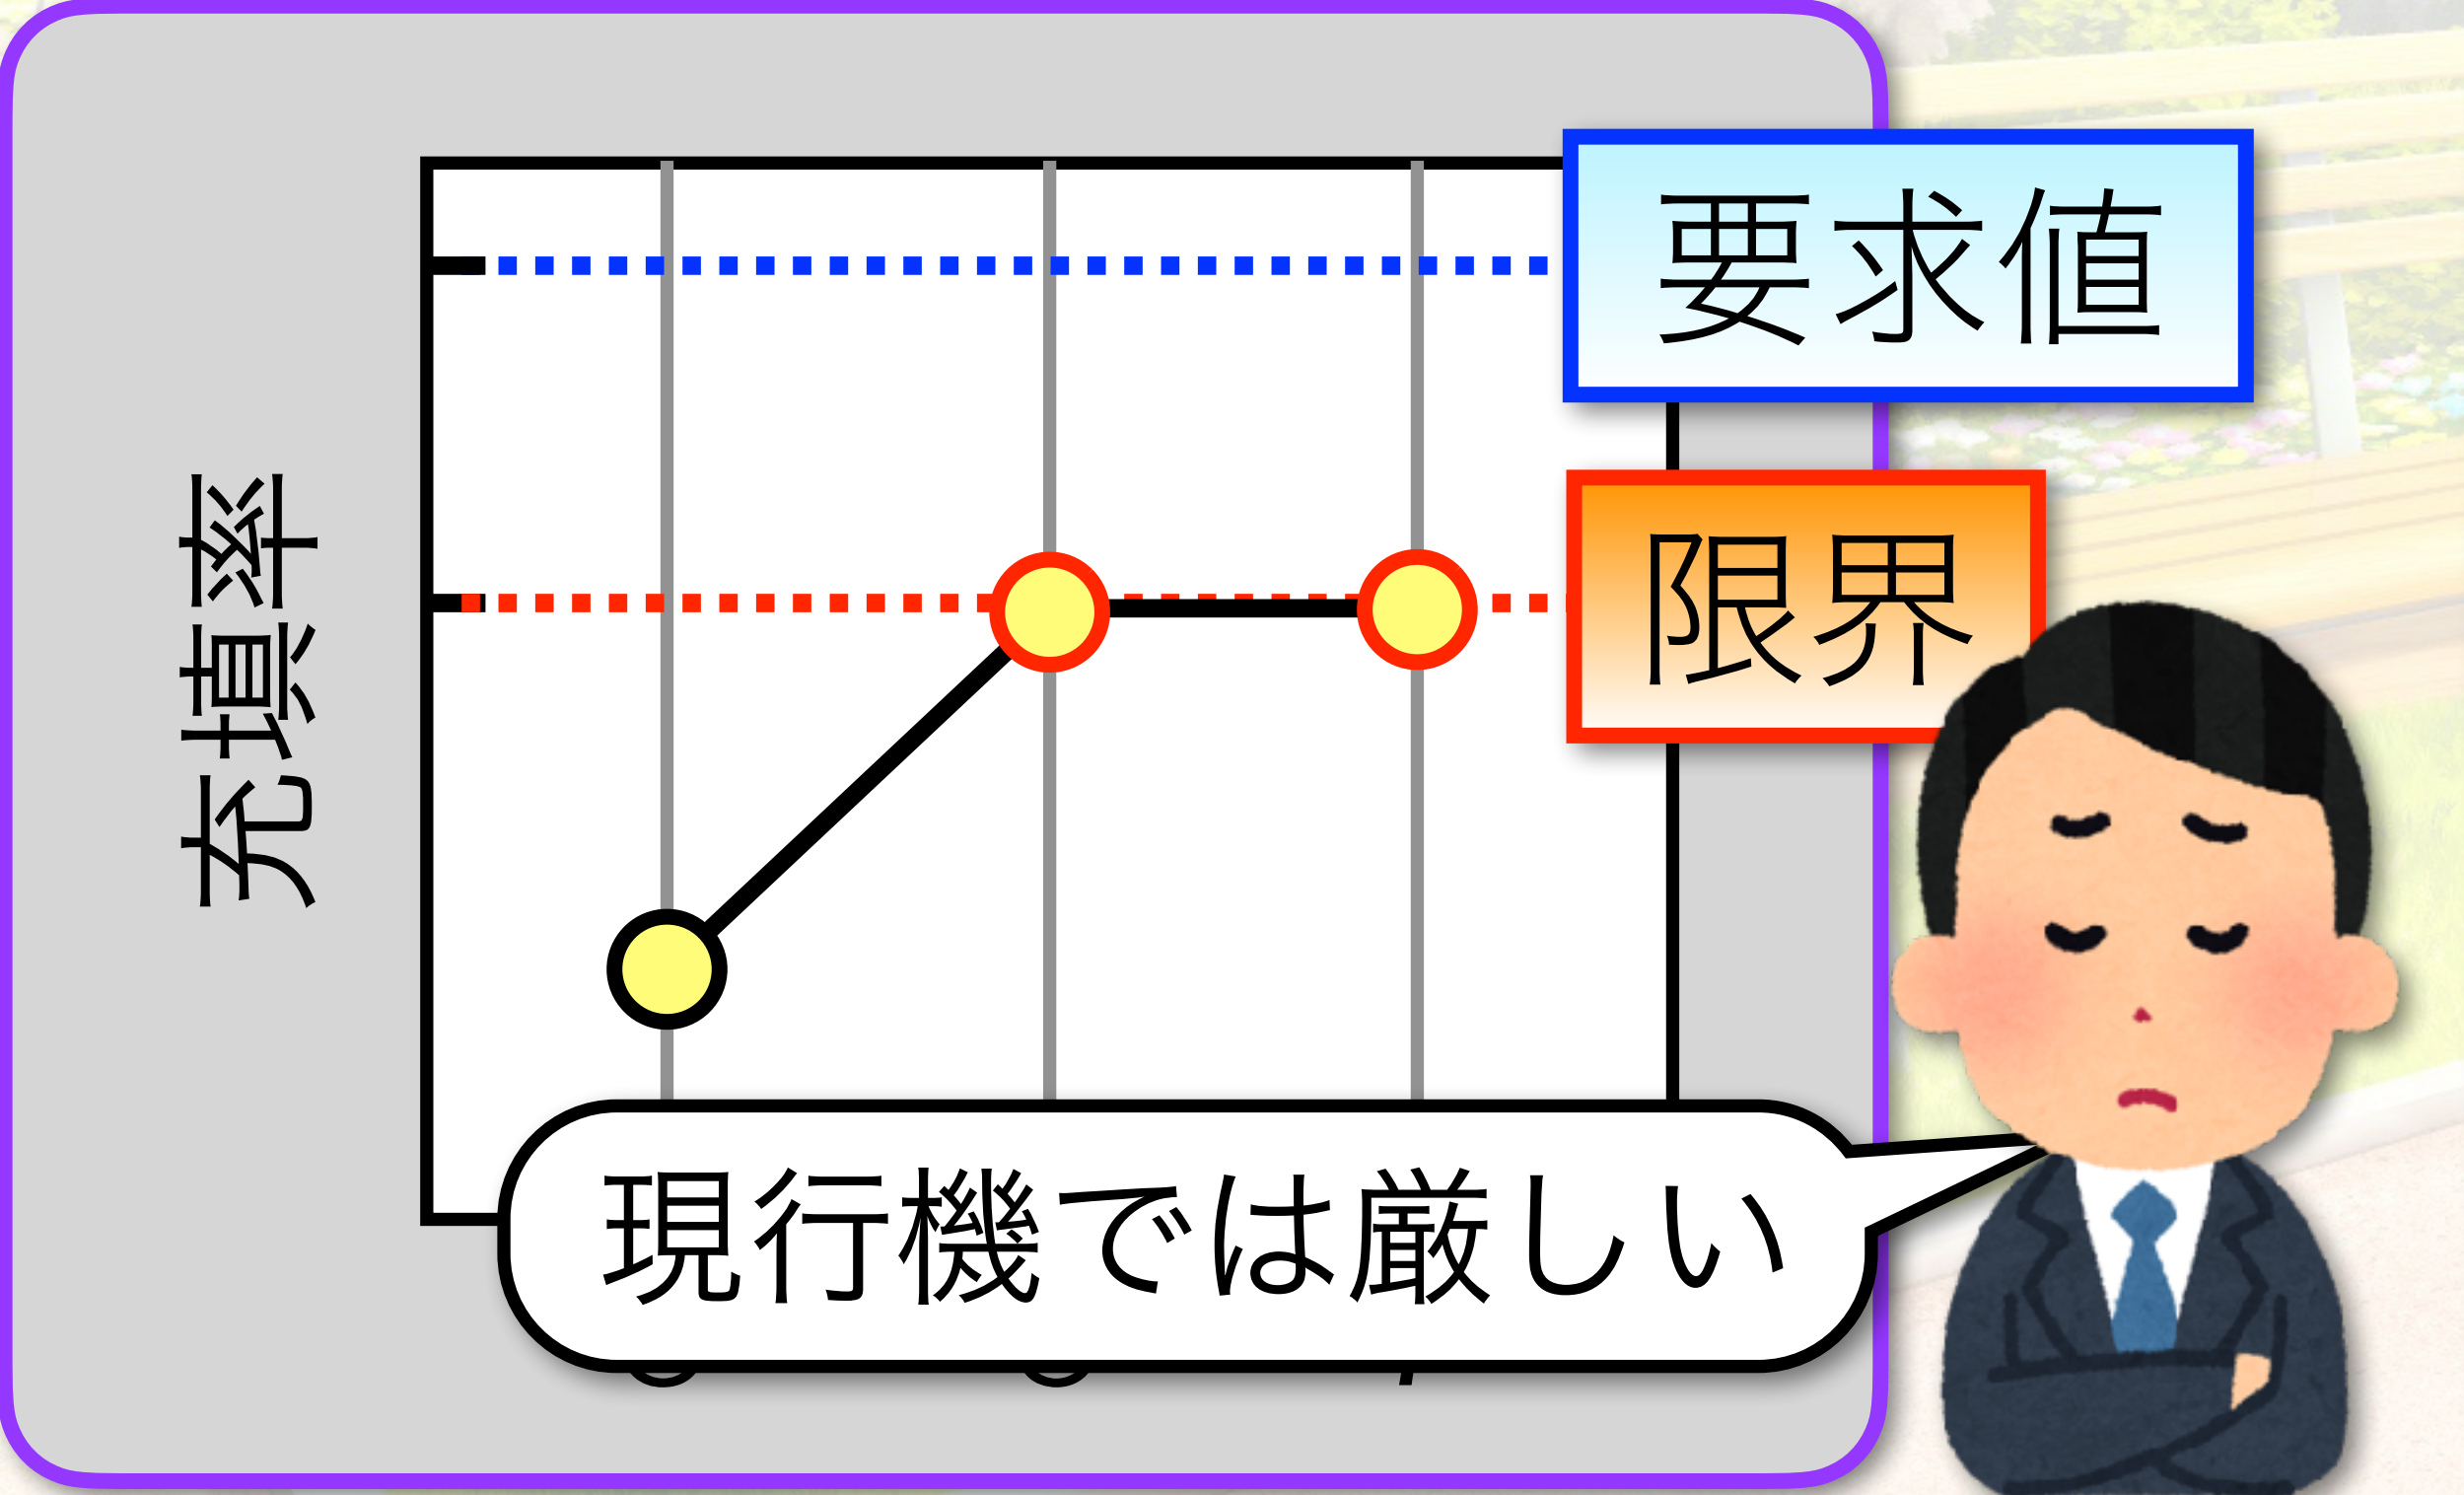 要求値
限界
充填率
現行機では厳しい